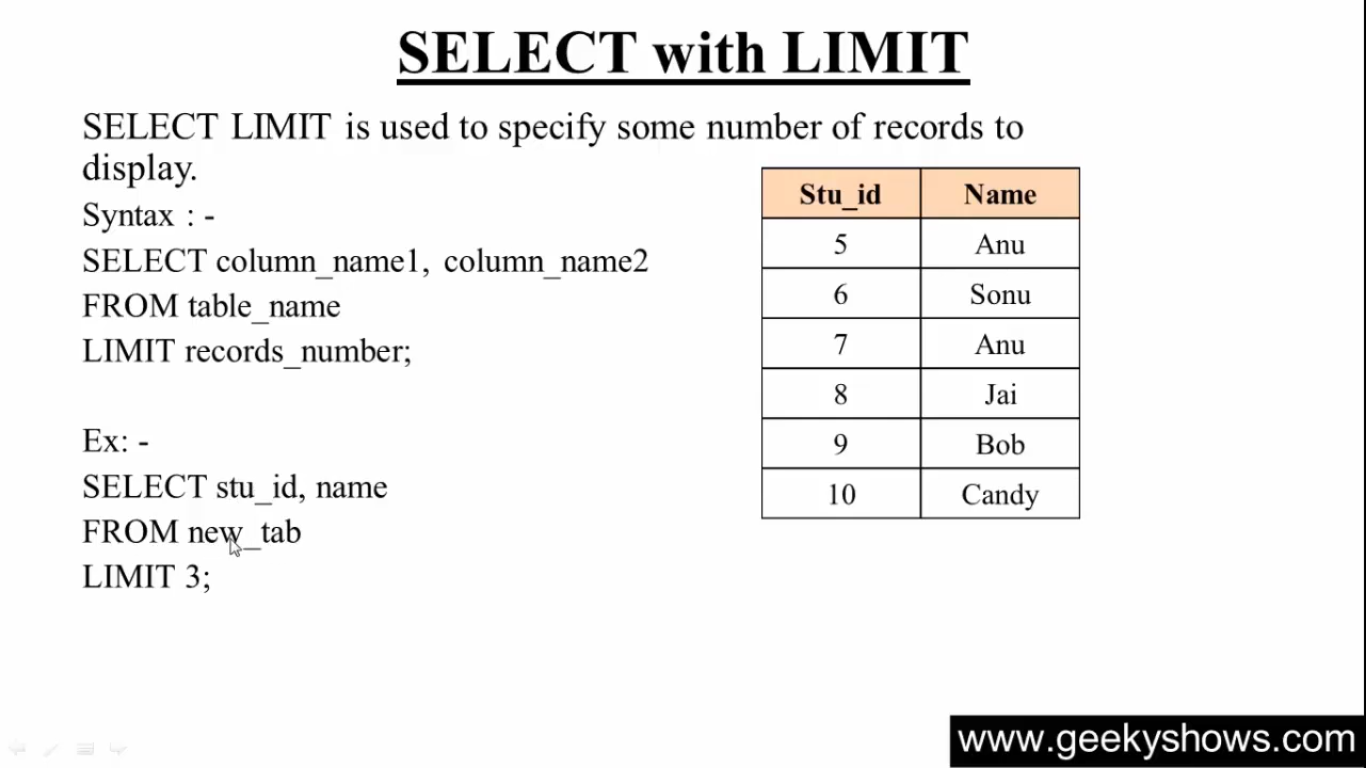 SELECT with LIMIT
SELECT LIMIT is used to specify some number of records to
display.
Syntax : -
SELECT column_name1, column_name2
FROM table_name
LIMIT records_number;
Ex: -
SELECT stu_id, name
FROM new_tab
LIMIT 3;
Stu_id Name
5 Anu
6 Sonu
7 Anu
8 Jai
9 Bob
10 Candy
www.geekyshows.com